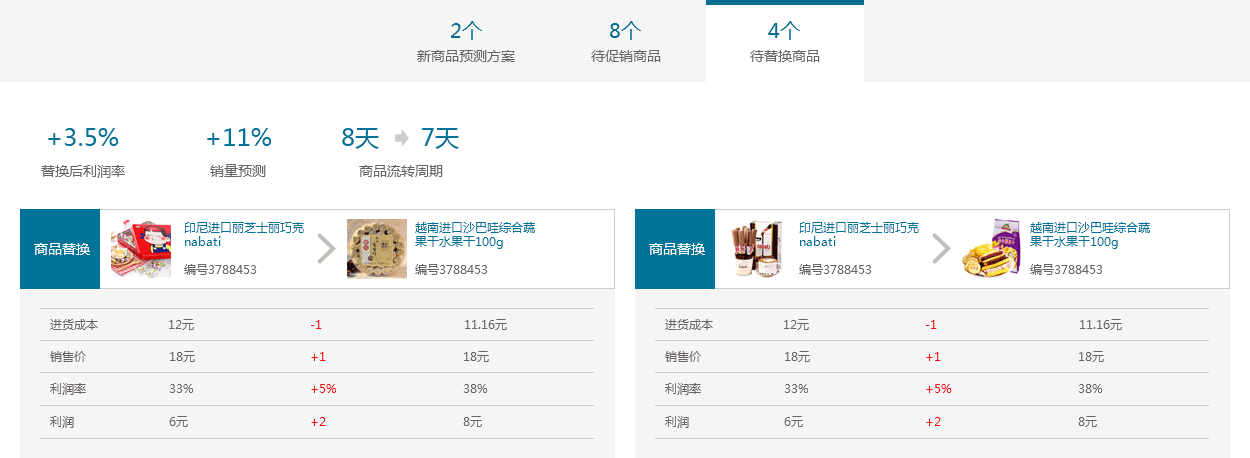 2个 8个 4个
新商品预测方案 待促销商品 待替换商品
+3.5% +11% 8天 7天
替换后利润率 销量预测 商品流转周期
商品替换
印尼进口丽芝士丽巧克
nabati
编号3788453
越南进口沙巴哇综合蔬
果干水果干100g
编号3788453
进货成本 12元 -1 11.16元
销售价 18元 +1 18元
利润率 33% +5% 38%
利润 6元 +2 8元
商品替换
印尼进口丽芝士丽巧克
nabati
编号3788453
越南进口沙巴哇综合蔬
果干水果干100g
编号3788453
进货成本 12元 -1 11.16元
销售价 18元 +1 18元
利润率 33% +5% 38%
利润 6元 +2 8元